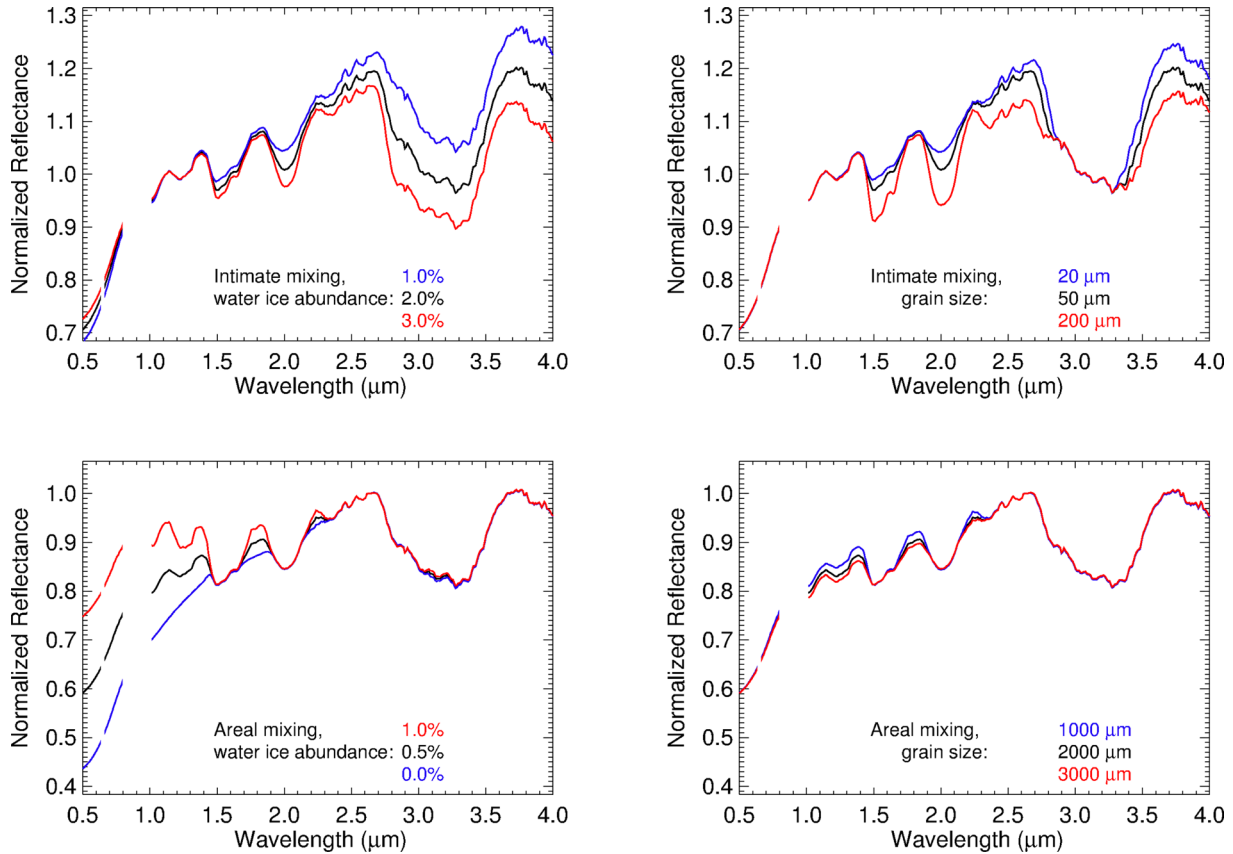 1.3
1.2
1.1
1.0
0.9
0.8
0.7
Normalized Reflectance
Intimate mixing, 1.0%
water ice abundance: 2.0%
3.0%
0.5 1.0 1.5 2.0 2.5 3.0 3.5 4.0
Wavelength (μm)
1.3
1.2
1.1
1.0
0.9
0.8
0.7
Normalized Reflectance
Intimate mixing, 20 μm
grain size: 50 μm
200 μm
0.5 1.0 1.5 2.0 2.5 3.0 3.5 4.0
Wavelength (μm)
1.0
0.9
0.8
0.7
0.6
0.5
0.4
Normalized Reflectance
Areal mixing, 1.0%
water ice abundance: 0.5%
0.0%
0.5 1.0 1.5 2.0 2.5 3.0 3.5 4.0
Wavelength (μm)
1.0
0.9
0.8
0.7
0.6
0.5
0.4
Normalized Reflectance
Areal mixing, 1000 μm
grain size: 2000 μm
3000 μm
0.5 1.0 1.5 2.0 2.5 3.0 3.5 4.0
Wavelength (μm)